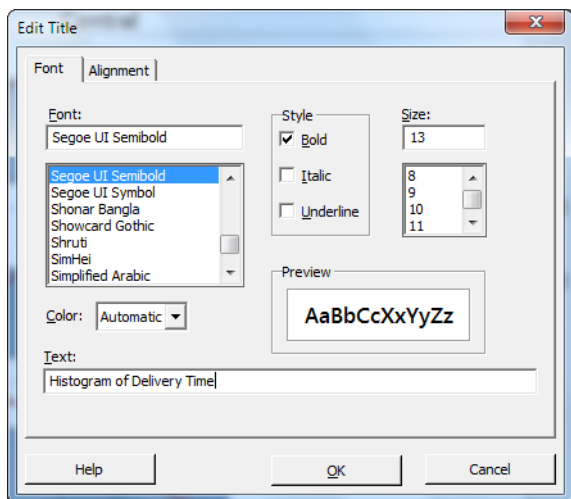 Edit Title
Font
Alignment
Font:
Segoe UI Semibold
Segoe UI Semibold
Segoe UI Symbol
Shonar Bangla
Showcard Gothic
Shruti
SimHei
Simplified Arabic
Style
Bold
Italic
Underline
Size:
13
8
9
10
11
Color:
Automatic
Preview
AaBbCcXxYyZz
Text:
Histogram of Delivery Time
Help
OK
Cancel